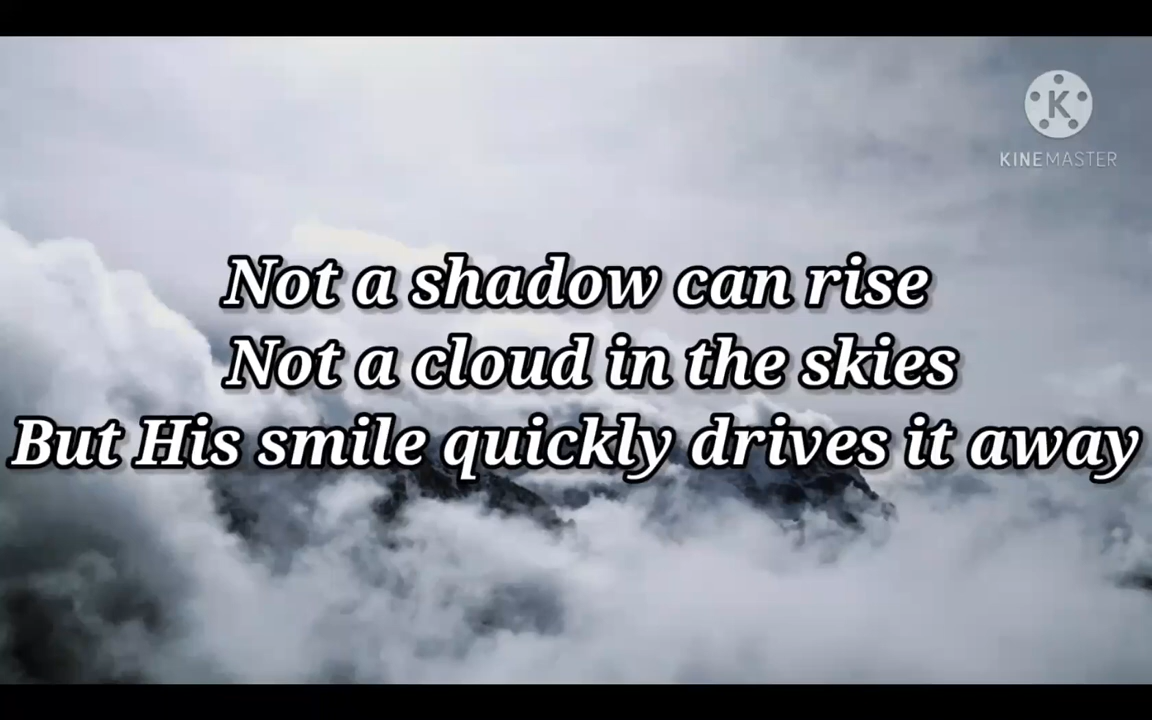 K
KINEMASTER
Not a shadow can rise
Not a cloud in the skies
But His smile quickly drives it away